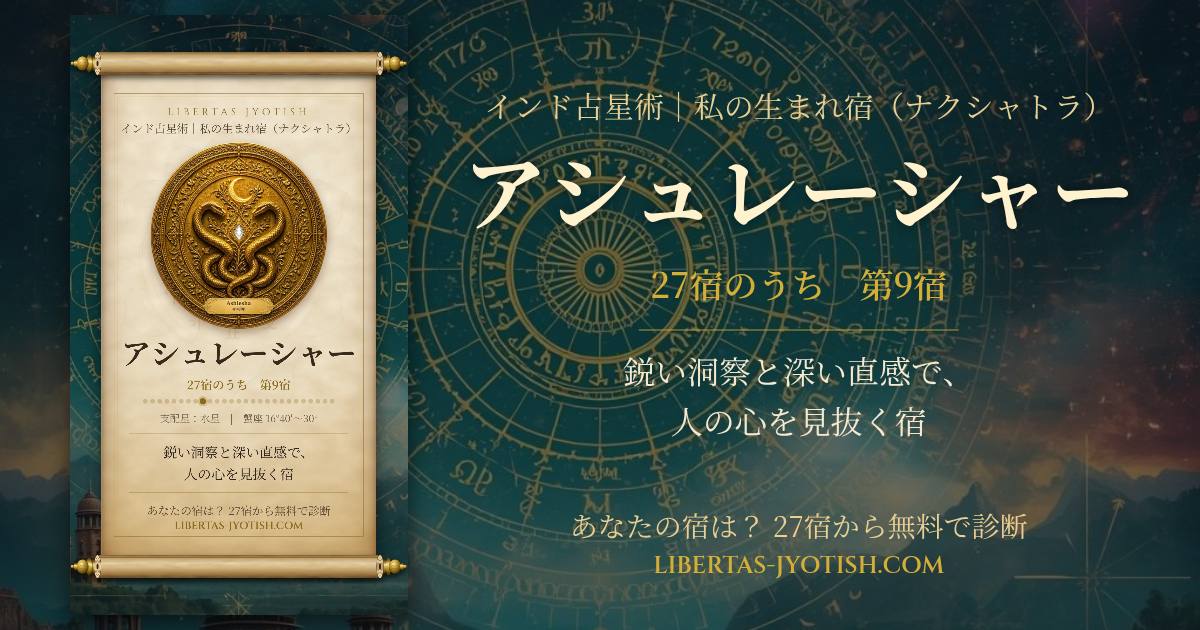 LIBERTAS JYOTISH
インド占星術｜私の生まれ宿（ナクシャトラ）
Ashlesha
アシュレーシャー
27宿のうち　第9宿
支配星：水星　|　蟹座 16°40'〜30°
鋭い洞察と深い直感で、
人の心を見抜く宿
あなたの宿は？ 27宿から無料で診断
LIBERTAS-JYOTISH.COM
インド占星術｜私の生まれ宿（ナクシャトラ）
アシュレーシャー
27宿のうち　第9宿
鋭い洞察と深い直感で、
人の心を見抜く宿
あなたの宿は？ 27宿から無料で診断
LIBERTAS-JYOTISH.COM